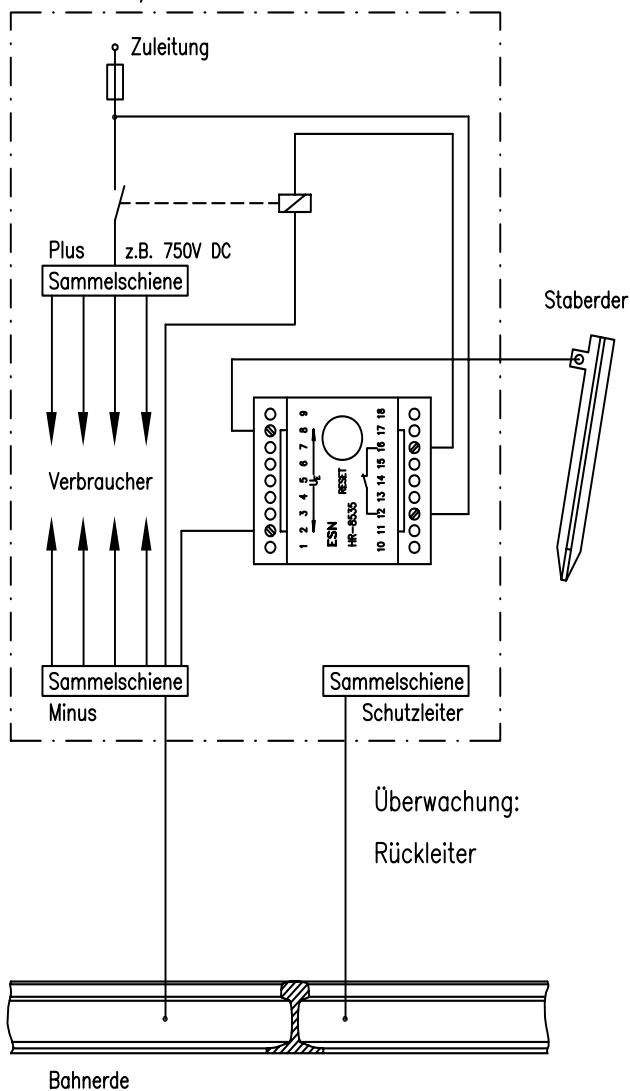 Zuleitung
Plus z.B. 750V DC
Sammelschiene
Staberder
9 18
8 17
7 16
6 15
5 14
4 13
3 12
2 11
1 10
RESET
ESN
HR-8535
Verbraucher
Sammelschiene
Minus
Sammelschiene
Schutzleiter
Überwachung:
Rückleiter
Bahnerde